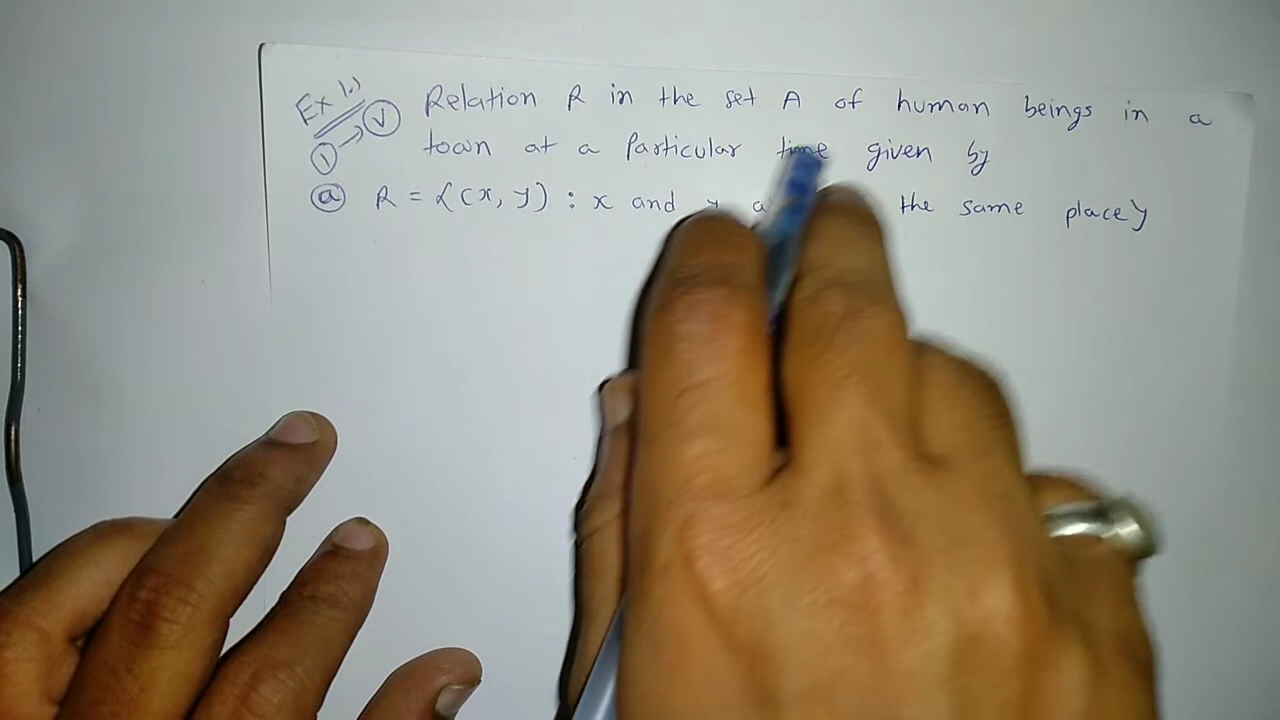 Ex 1.1
① → ⓥ Relation R in the set A of human beings in a
town at a Particular time given by
ⓐ R = {(x, y) : x and y the same place}